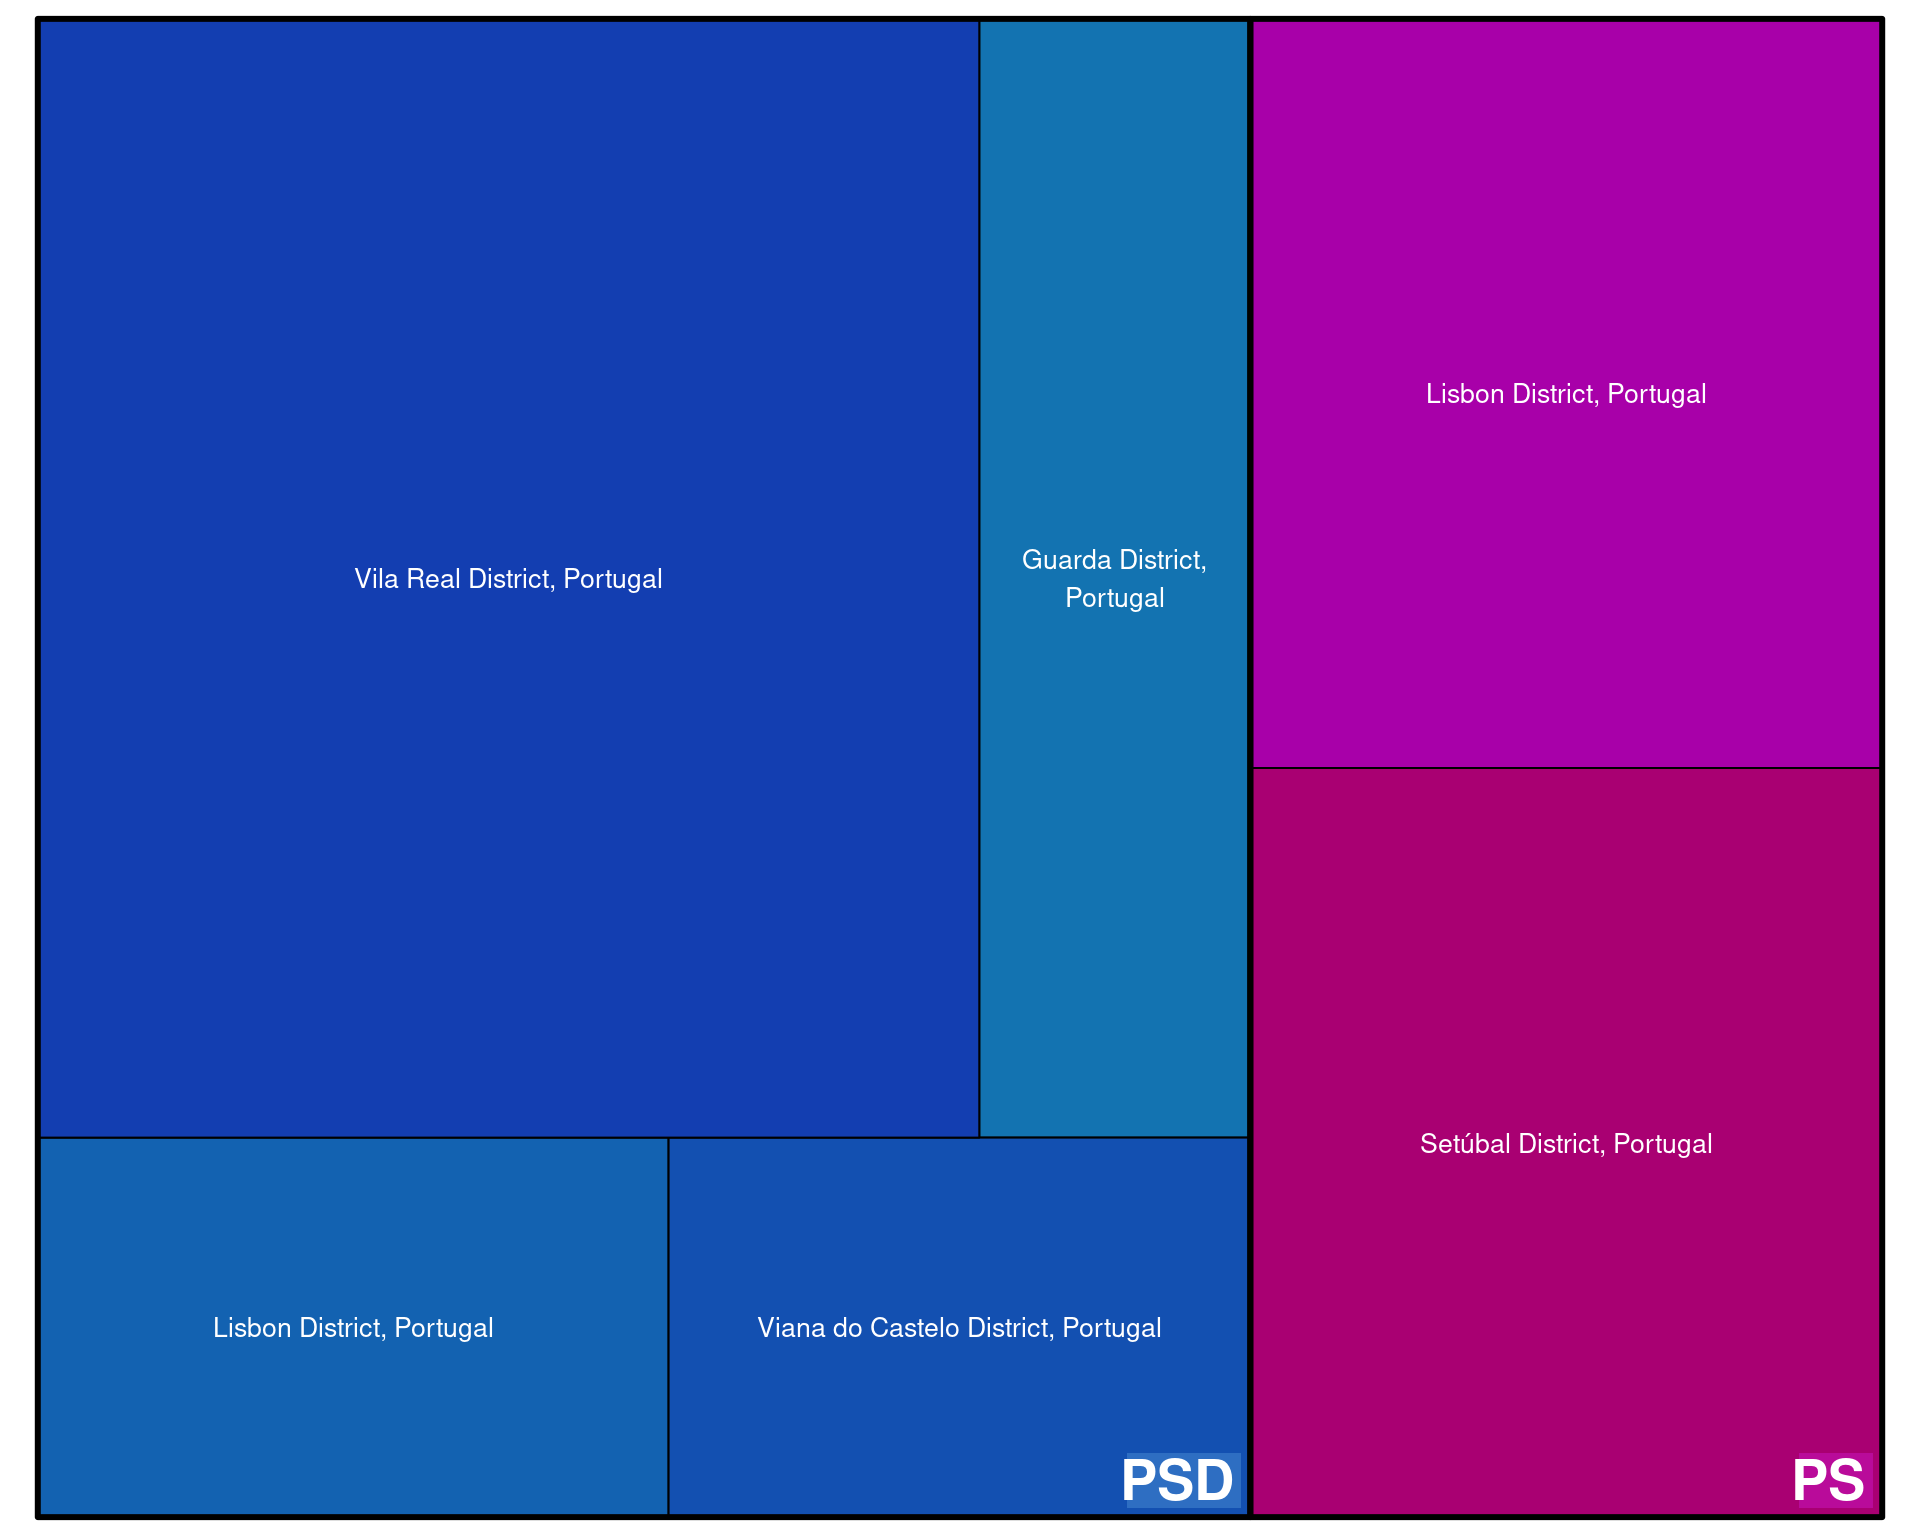 Vila Real District, Portugal
Guarda District,
Portugal
Lisbon District, Portugal
Viana do Castelo District, Portugal
PSD
Lisbon District, Portugal
Setúbal District, Portugal
PS